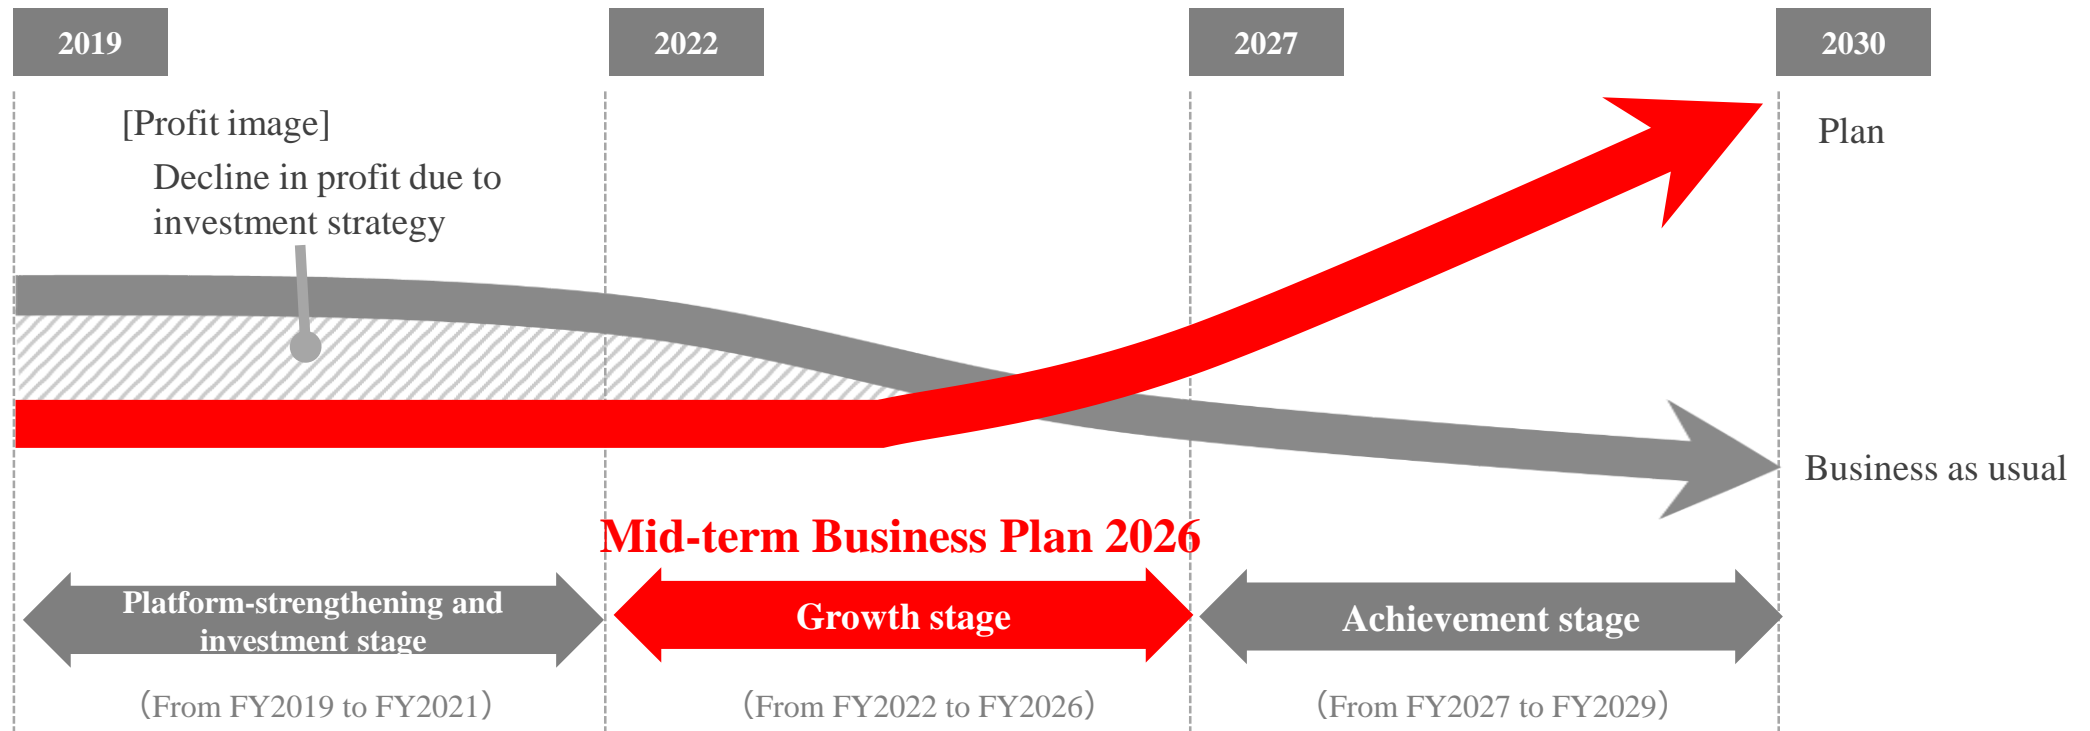 2019
2022
2027
2030
[Profit image]
Decline in profit due to
investment strategy
Plan
Business as usual
Mid-term Business Plan 2026
Platform-strengthening and
investment stage
Growth stage
Achievement stage
（From FY2019 to FY2021）
（From FY2022 to FY2026）
（From FY2027 to FY2029）